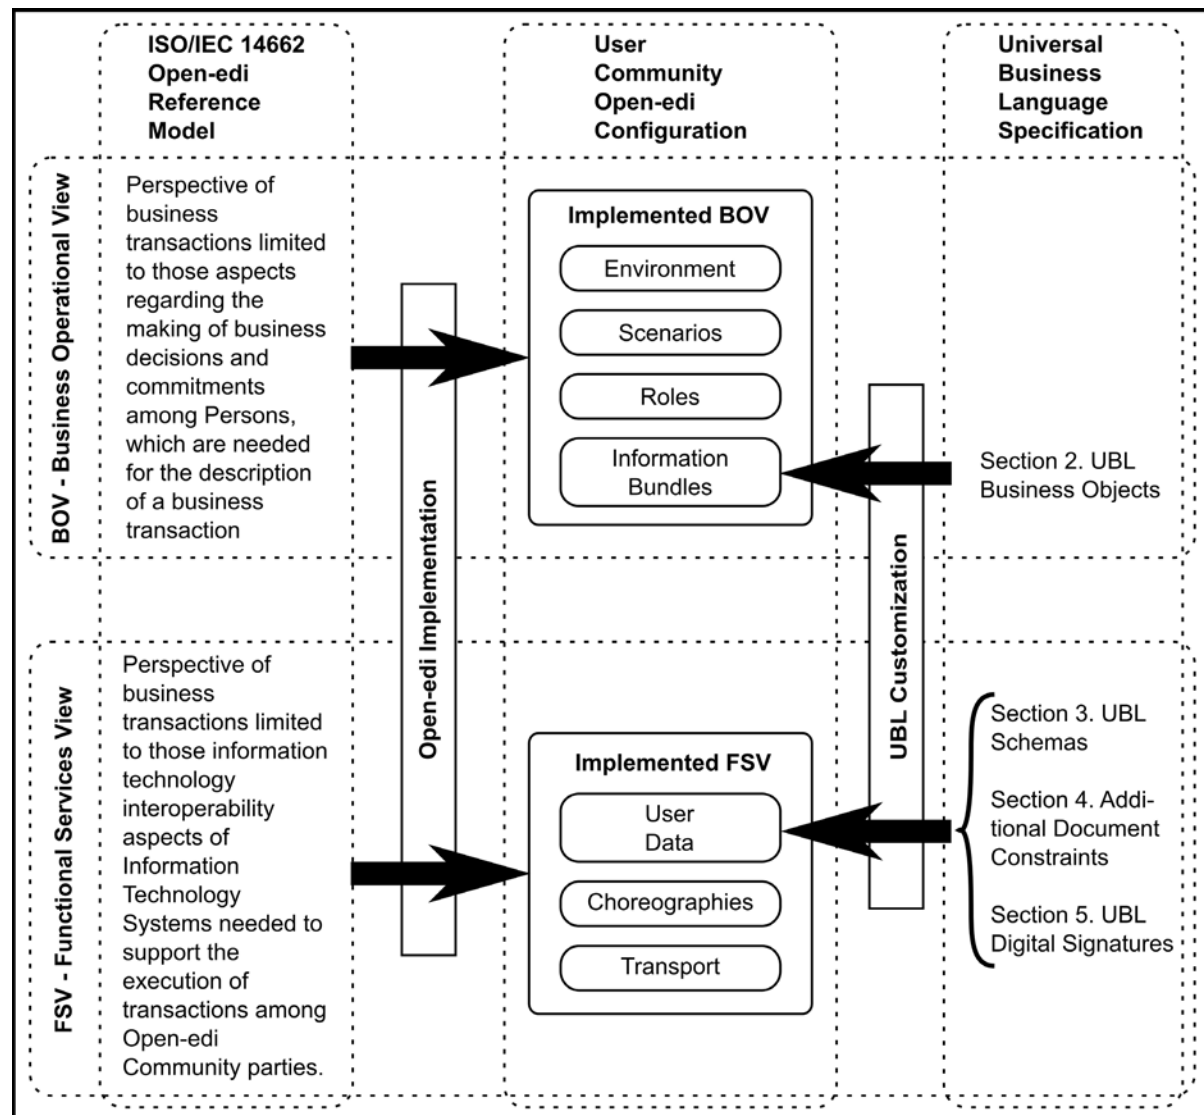 ISO/IEC 14662
Open-edi
Reference
Model
User
Community
Open-edi
Configuration
Universal
Business
Language
Specification
BOV - Business Operational View
Perspective of
business
transactions limited
to those aspects
regarding the
making of business
decisions and
commitments
among Persons,
which are needed
for the description
of a business
transaction
Open-edi Implementation
Implemented BOV
Environment
Scenarios
Roles
Information
Bundles
UBL Customization
Section 2. UBL
Business Objects
FSV - Functional Services View
Perspective of
business
transactions limited
to those information
technology
interoperability
aspects of
Information
Technology
Systems needed to
support the
execution of
transactions among
Open-edi
Community parties.
Implemented FSV
User
Data
Choreographies
Transport
Section 3. UBL
Schemas
Section 4. Addi-
tional Document
Constraints
Section 5. UBL
Digital Signatures